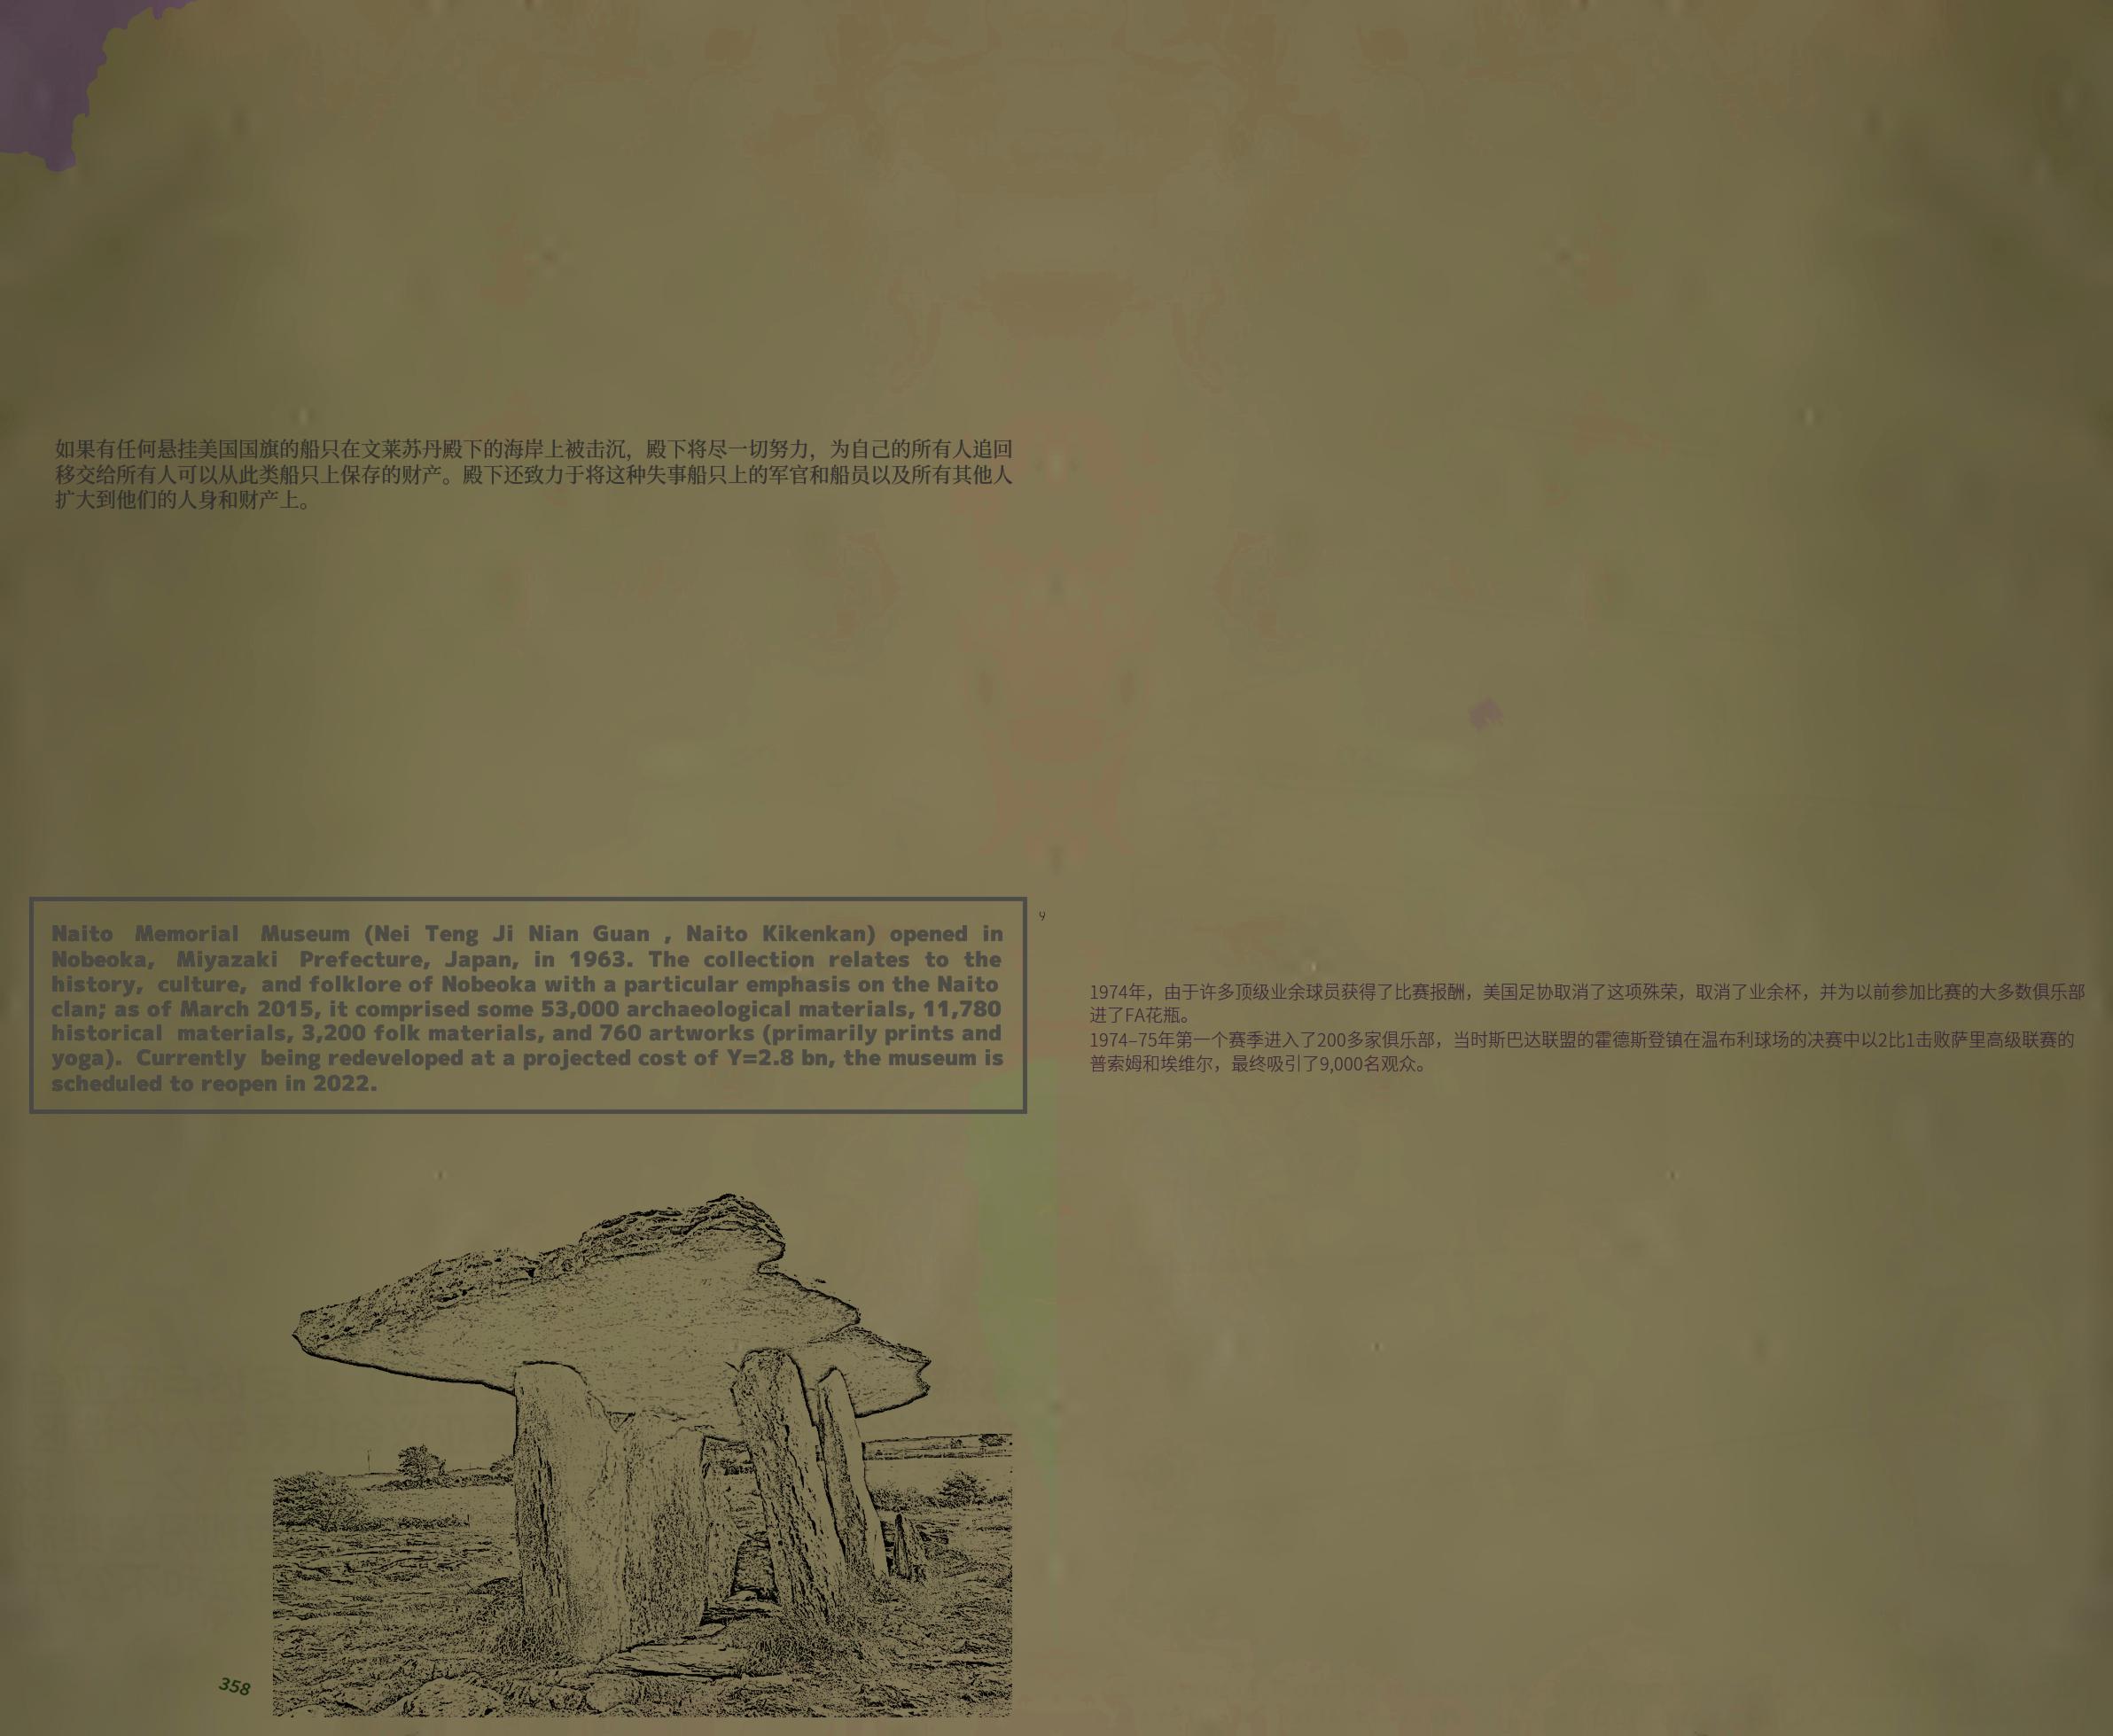 如果有任何悬挂美国国旗的船只在文莱苏丹殿下的海岸上被击沉，殿下将尽一切努力，为自己的所有人追回
移交给所有人可以从此类船只上保存的财产。殿下还致力于将这种失事船只上的军官和船员以及所有其他人
扩大到他们的人身和财产上。
Naito Memorial Museum (Nei Teng Ji Nian Guan , Naito Kikenkan) opened in
Nobeoka, Miyazaki Prefecture, Japan, in 1963. The collection relates to the
history, culture, and folklore of Nobeoka with a particular emphasis on the Naito
clan; as of March 2015, it comprised some 53,000 archaeological materials, 11,780
historical materials, 3,200 folk materials, and 760 artworks (primarily prints and
yoga). Currently being redeveloped at a projected cost of Y=2.8 bn, the museum is
scheduled to reopen in 2022.
358
1974年，由于许多顶级业余球员获得了比赛报酬，美国足协取消了这项殊荣，取消了业余杯，并为以前参加比赛的大多数俱乐部
进了FA花瓶。
1974–75年第一个赛季进入了200多家俱乐部，当时斯巴达联盟的霍德斯登镇在温布利球场的决赛中以2比1击败萨里高级联赛的
普索姆和埃维尔，最终吸引了9,000名观众。